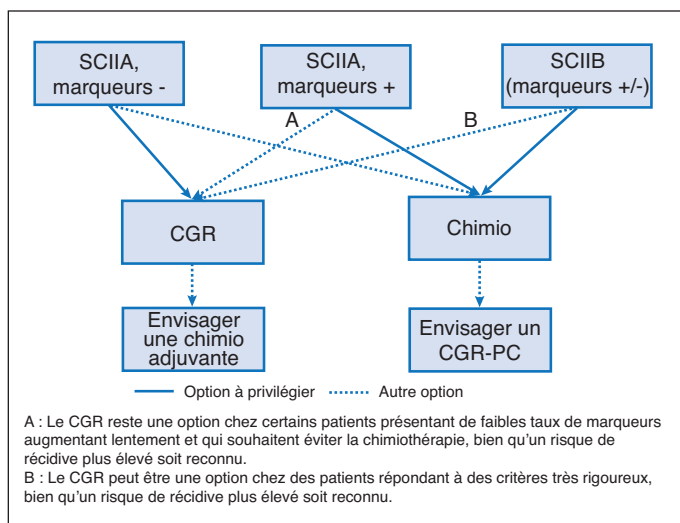 SCIIA,
marqueurs -
SCIIA,
marqueurs +
SCIIB
(marqueurs +/-)
A
B
CGR
Chimio
Envisager
une chimio
adjuvante
Envisager un
CGR-PC
Option à privilégier
Autre option
A : Le CGR reste une option chez certains patients présentant de faibles taux de marqueurs
augmentant lentement et qui souhaitent éviter la chimiothérapie, bien qu'un risque de
récidive plus élevé soit reconnu.
B : Le CGR peut être une option chez des patients répondant à des critères très rigoureux,
bien qu'un risque de récidive plus élevé soit reconnu.